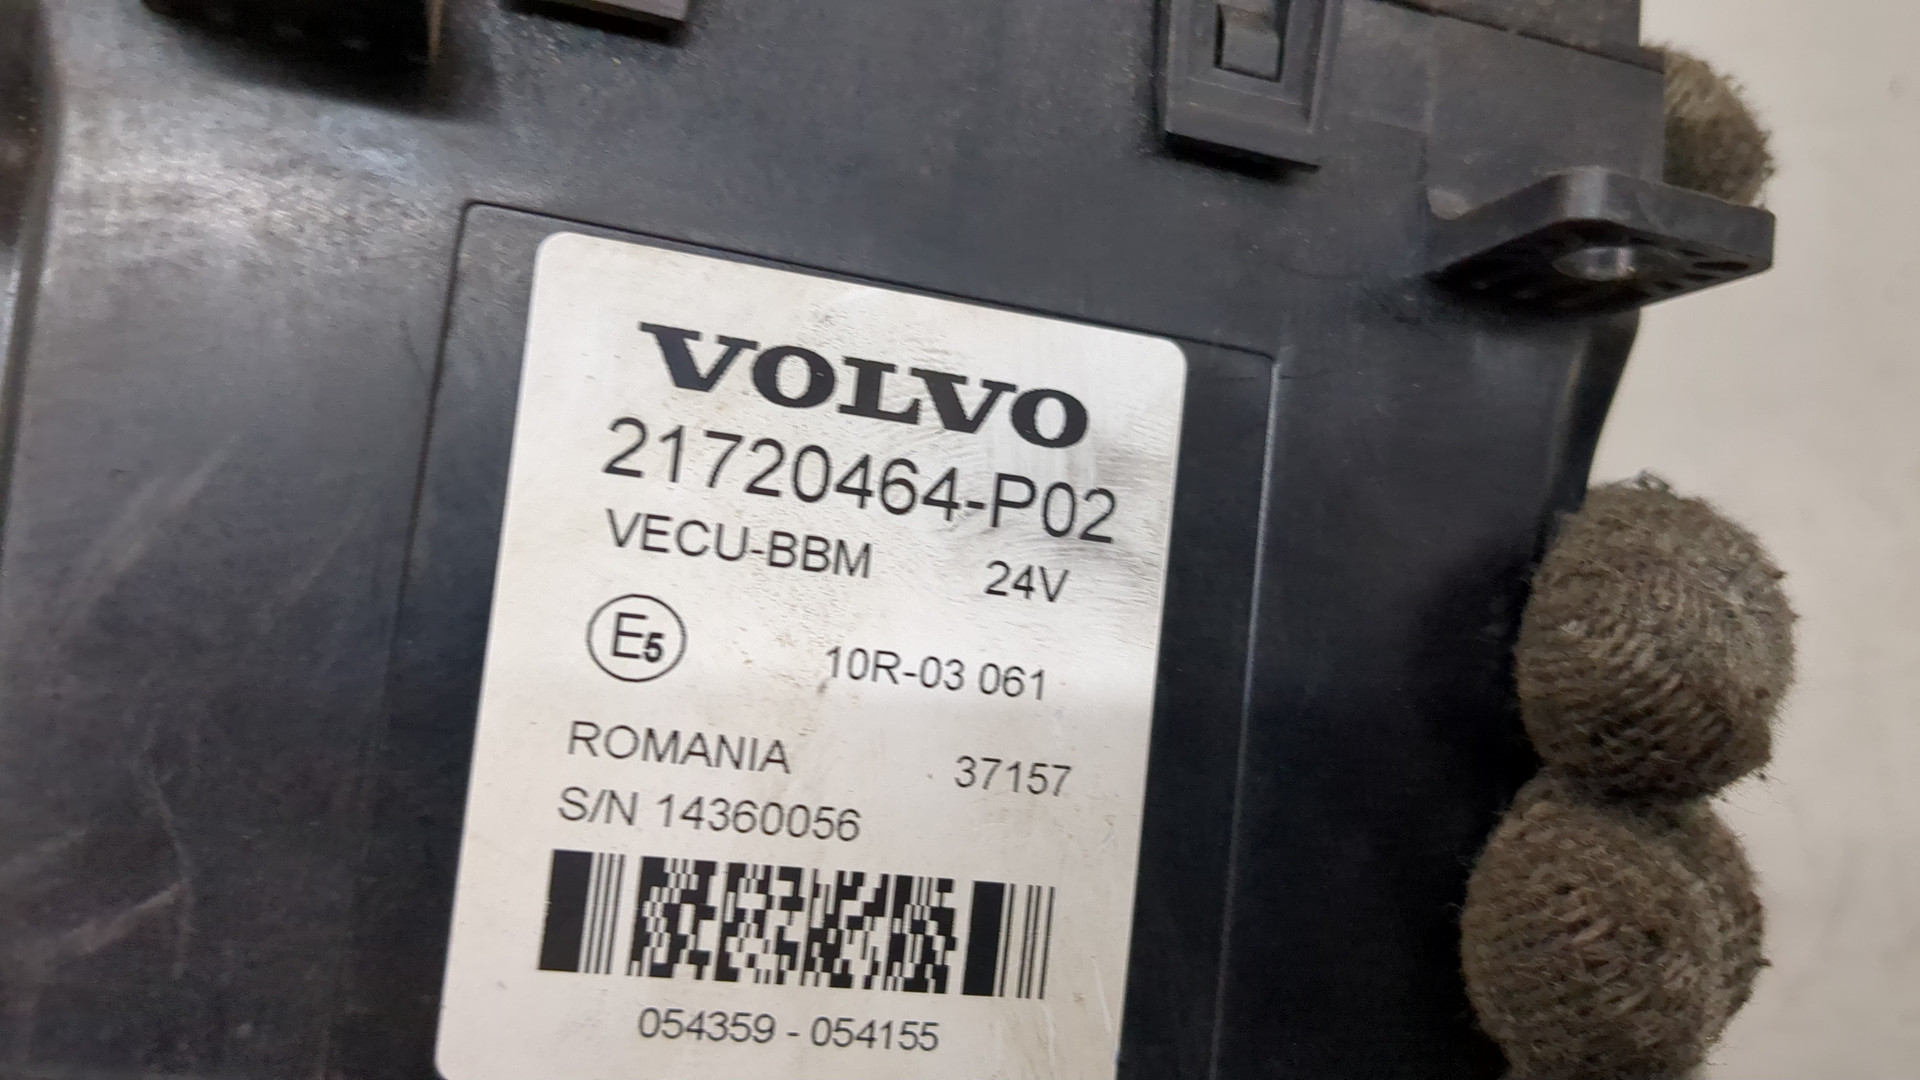 VOLVO
21720464-P02
VECU-BBM 24V
E5 10R-03 061
ROMANIA 37157
S/N 14360056
054359 - 054155